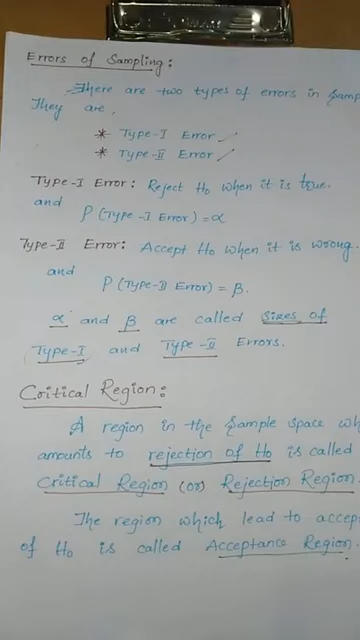 Errors of Sampling:
There are two types of errors in Samp
They are,
* Type-I Error
* Type-II Error
Type-I Error: Reject H0 when it is true.
and
P(Type-I Error)=α
Type-II Error: Accept H0 when it is wrong.
and
P(Type-II Error) = β.
α and β are called Sizes of
Type-I and Type-II Errors.
Critical Region:
A region in the Sample space wh
amounts to rejection of H0 is called
Critical Region (or) Rejection Region.
The region which lead to accep
of H0 is called Acceptance Region.